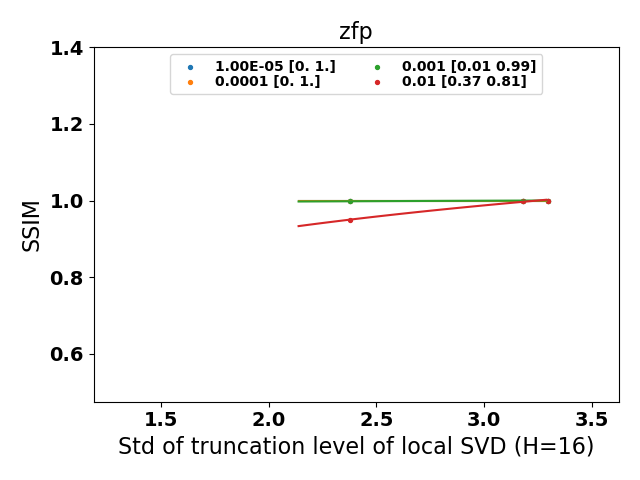 zfp
1.00E-05 [0. 1.]
0.0001 [0. 1.]
0.001 [0.01 0.99]
0.01 [0.37 0.81]
1.4
1.2
1.0
0.8
0.6
SSIM
1.5 2.0 2.5 3.0 3.5
Std of truncation level of local SVD (H=16)